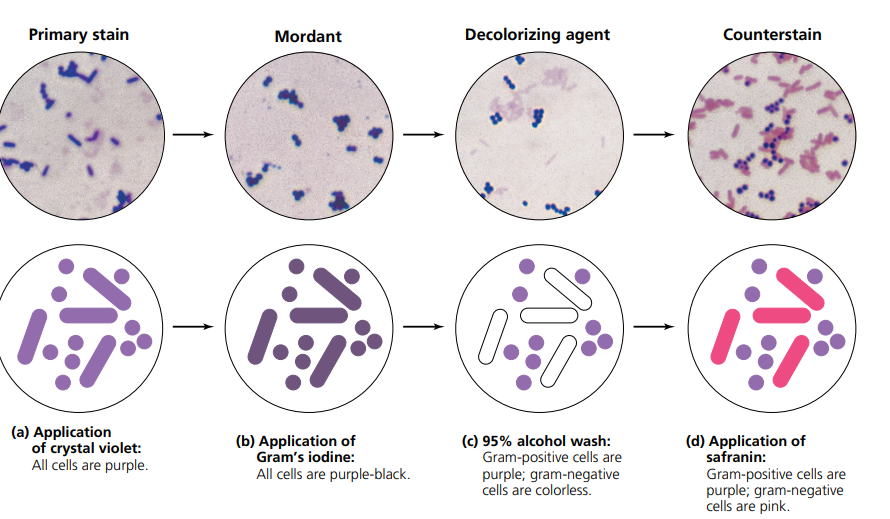 Primary stain
Mordant
Decolorizing agent
Counterstain
(a) Application
of crystal violet:
All cells are purple.
(b) Application of
Gram's iodine:
All cells are purple-black.
(c) 95% alcohol wash:
Gram-positive cells are
purple; gram-negative
cells are colorless.
(d) Application of
safranin:
Gram-positive cells are
purple; gram-negative
cells are pink.